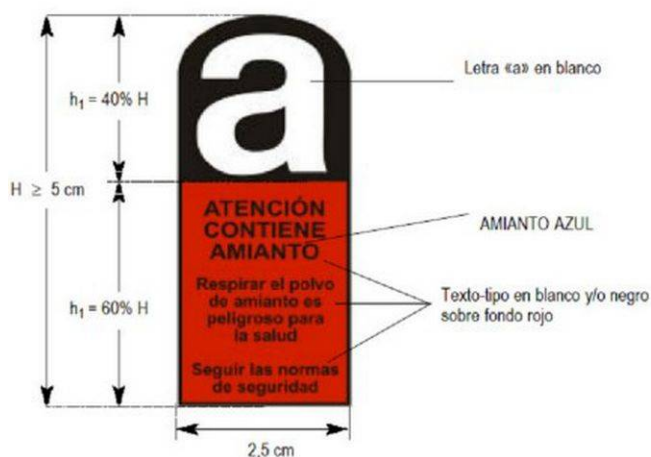 a
Letra «a» en blanco
h₁ = 40% H
H ≥ 5 cm
ATENCIÓN
CONTIENE
AMIANTO
AMIANTO AZUL
Respirar el polvo
de amianto es
peligroso para
la salud
Texto-tipo en blanco y/o negro
sobre fondo rojo
h₁ = 60% H
Seguir las normas
de seguridad
2,5 cm